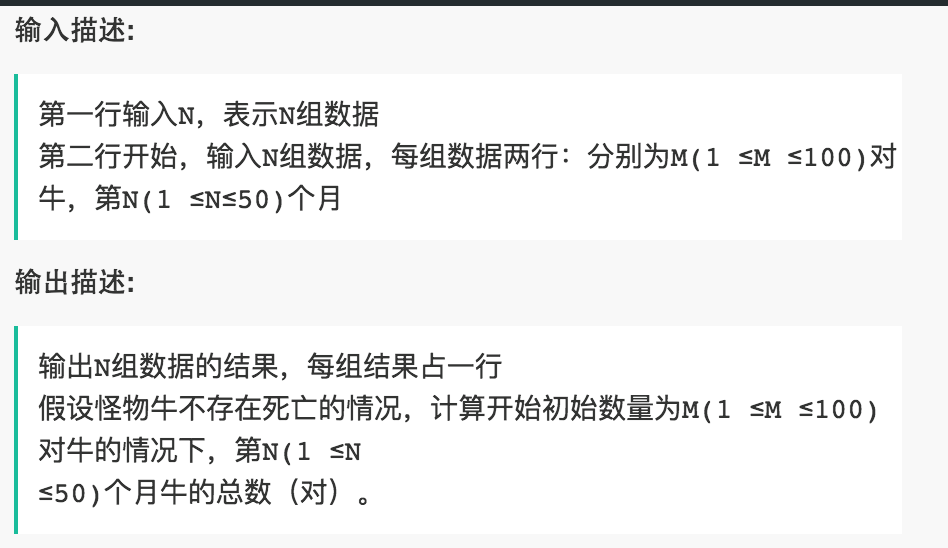 输入描述:
第一行输入N，表示N组数据
第二行开始，输入N组数据，每组数据两行：分别为M(1 ≤M ≤100)对
牛，第N(1 ≤N≤50)个月
输出描述:
输出N组数据的结果，每组结果占一行
假设怪物牛不存在死亡的情况，计算开始初始数量为M(1 ≤M ≤100)
对牛的情况下，第N(1 ≤N
≤50)个月牛的总数（对）。